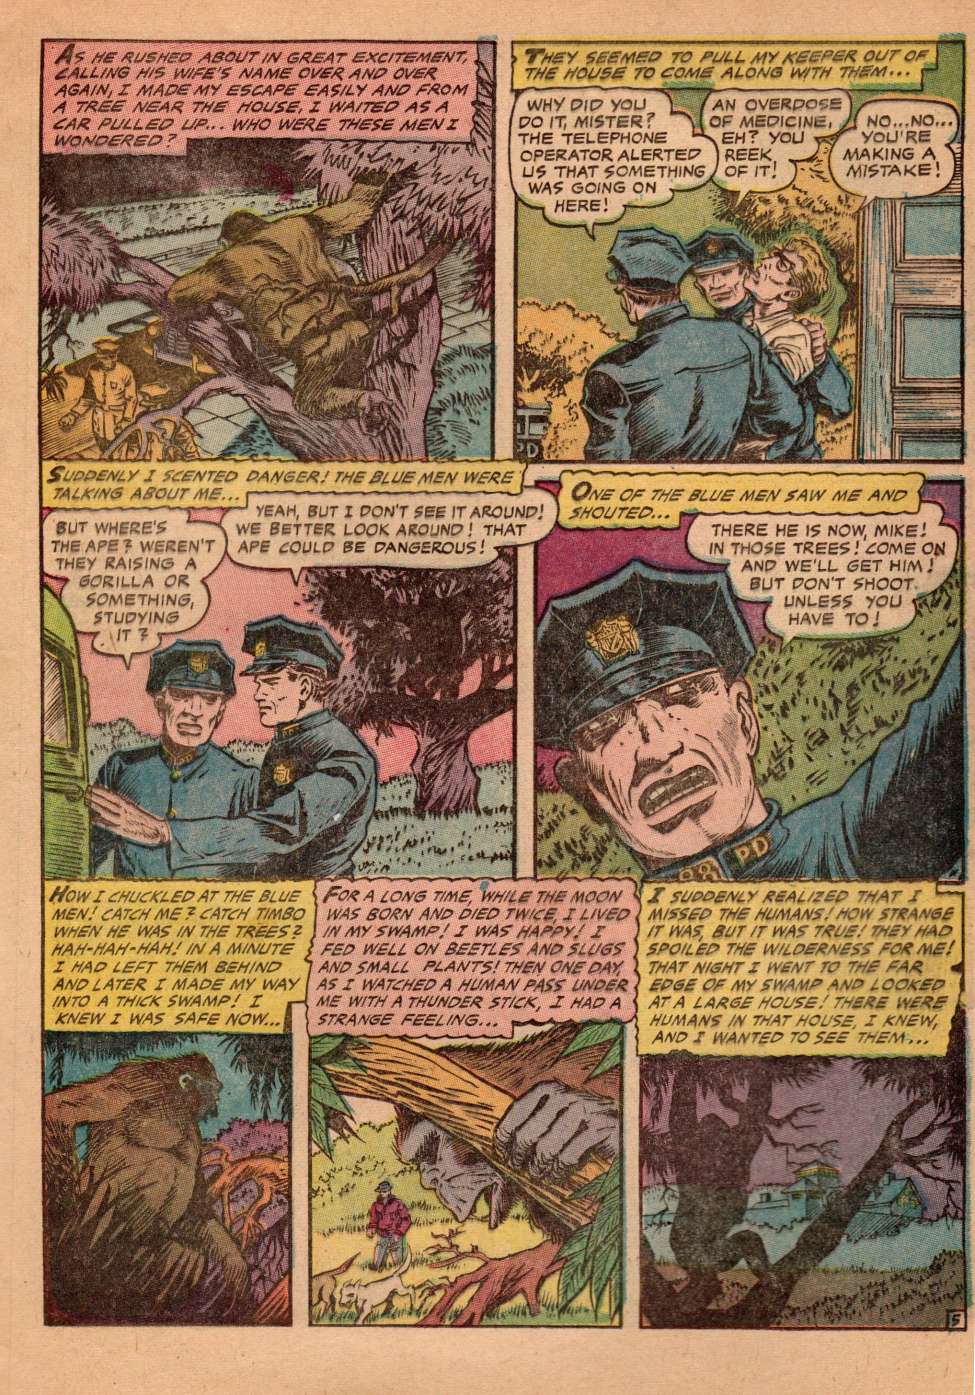 AS HE RUSHED ABOUT IN GREAT EXCITEMENT,
CALLING HIS WIFE'S NAME OVER AND OVER
AGAIN, I MADE MY ESCAPE EASILY AND FROM
A TREE NEAR THE HOUSE, I WAITED AS A
CAR PULLED UP... WHO WERE THESE MEN I
WONDERED?
THEY SEEMED TO PULL MY KEEPER OUT OF
THE HOUSE TO COME ALONG WITH THEM...
WHY DID YOU
DO IT, MISTER?
THE TELEPHONE
OPERATOR ALERTED
US THAT SOMETHING
WAS GOING ON
HERE!
AN OVERDOSE
OF MEDICINE,
EH? YOU
REEK
OF IT!
NO...NO...
YOU'RE
MAKING A
MISTAKE!
PD
SUDDENLY I SCENTED DANGER! THE BLUE MEN WERE
TALKING ABOUT ME...
BUT WHERE'S
THE APE? WEREN'T
THEY RAISING A
GORILLA OR
SOMETHING,
STUDYING
IT?
YEAH, BUT I DON'T SEE IT AROUND!
WE BETTER LOOK AROUND! THAT
APE COULD BE DANGEROUS!
ONE OF THE BLUE MEN SAW ME AND
SHOUTED...
THERE HE IS NOW, MIKE!
IN THOSE TREES! COME ON
AND WE'LL GET HIM!
BUT DON'T SHOOT
UNLESS YOU
HAVE TO!
88 PD
HOW I CHUCKLED AT THE BLUE
MEN! CATCH ME? CATCH TIMBO
WHEN HE WAS IN THE TREES?
HAH-HAH-HAH! IN A MINUTE
I HAD LEFT THEM BEHIND
AND LATER I MADE MY WAY
INTO A THICK SWAMP! I
KNEW I WAS SAFE NOW...
FOR A LONG TIME, WHILE THE MOON
WAS BORN AND DIED TWICE, I LIVED
IN MY SWAMP! I WAS HAPPY! I
FED WELL ON BEETLES AND SLUGS
AND SMALL PLANTS! THEN ONE DAY,
AS I WATCHED A HUMAN PASS UNDER
ME WITH A THUNDER STICK, I HAD A
STRANGE FEELING...
I SUDDENLY REALIZED THAT I
MISSED THE HUMANS! HOW STRANGE
IT WAS, BUT IT WAS TRUE! THEY HAD
SPOILED THE WILDERNESS FOR ME!
THAT NIGHT I WENT TO THE FAR
EDGE OF MY SWAMP AND LOOKED
AT A LARGE HOUSE! THERE WERE
HUMANS IN THAT HOUSE, I KNEW,
AND I WANTED TO SEE THEM...
5